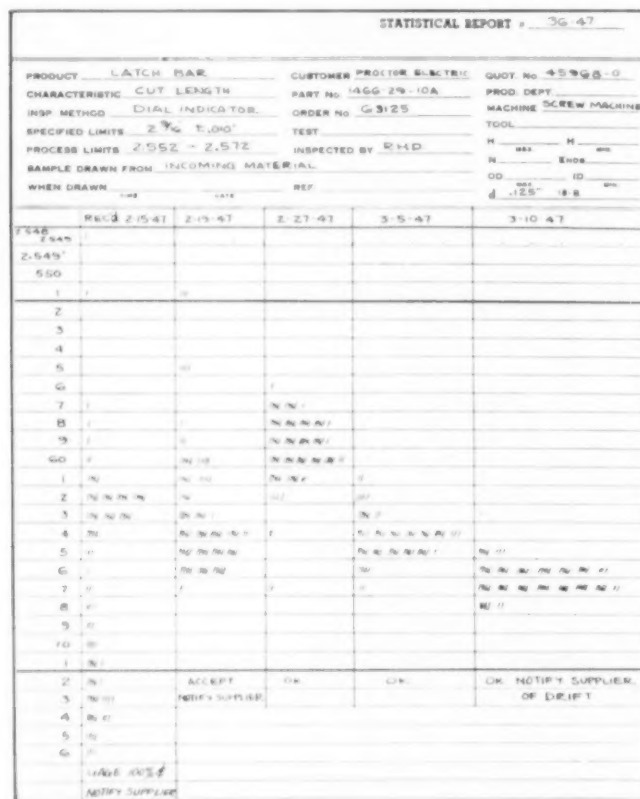 STATISTICAL REPORT # 36-47
PRODUCT LATCH BAR
CUSTOMER PROCTOR ELECTRIC
QUOT. No. 45968-0
CHARACTERISTIC CUT LENGTH
PART No. 1466-29-10A
PROD. DEPT.
INSP. METHOD DIAL INDICATOR
ORDER No G3125
MACHINE SCREW MACHINE
SPECIFIED LIMITS 2 ± .010"
TEST
TOOL
PROCESS LIMITS 2.552 - 2.572
INSPECTED BY RHD
H H
SAMPLE DRAWN FROM INCOMING MATERIAL
N ENDS
OD ID
WHEN DRAWN
REF
d .125" 18-8
REC'd 2-15-47 2-19-47 2-27-47 3-5-47 3-10-47
2.548
2.549
2.549"
550
1
2
3
4
5
6
7
8
9
60
1
2
3
4
5
6
7
8
9
70
1
2 ACCEPT OK OK OK NOTIFY SUPPLIER
3 NOTIFY SUPPLIER OF DRIFT
4
5
6
100%
NOTIFY SUPPLIER